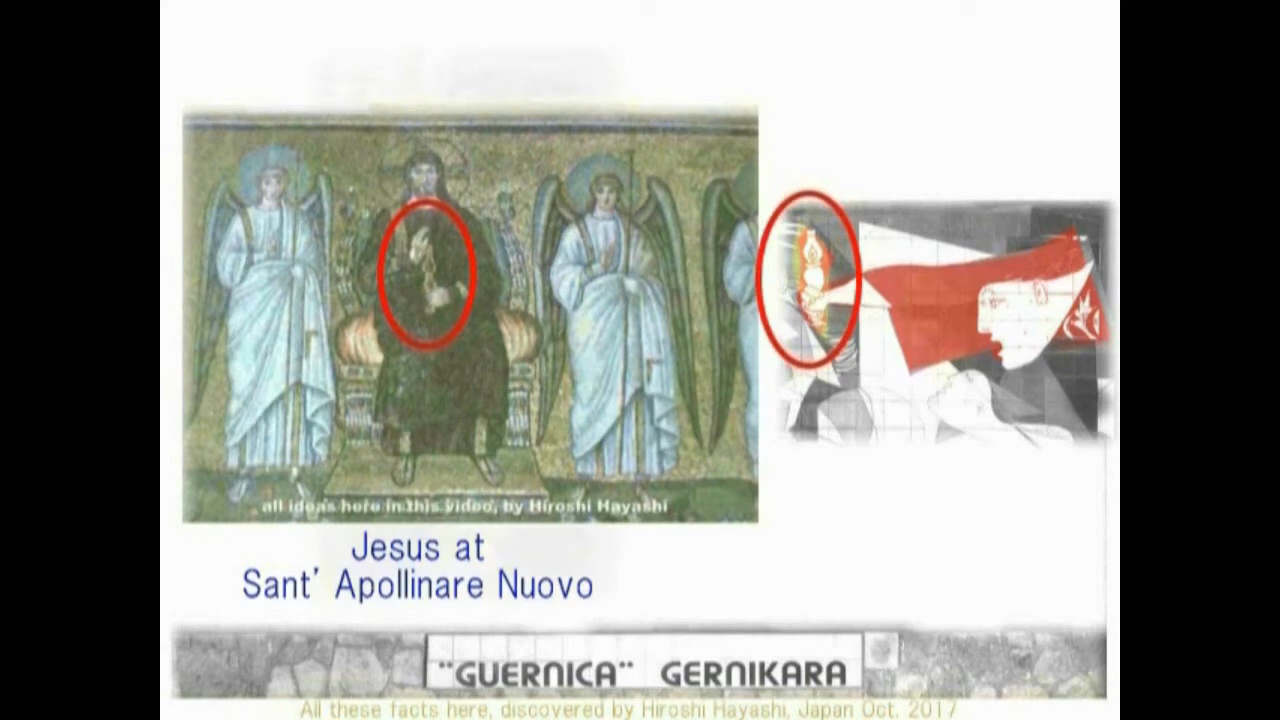 all ideas here in this video, by Hiroshi Hayashi
Jesus at
Sant' Apollinare Nuovo
"GUERNICA" GERNIKARA
All these facts here, discovered by Hiroshi Hayashi, Japan Oct. 2017